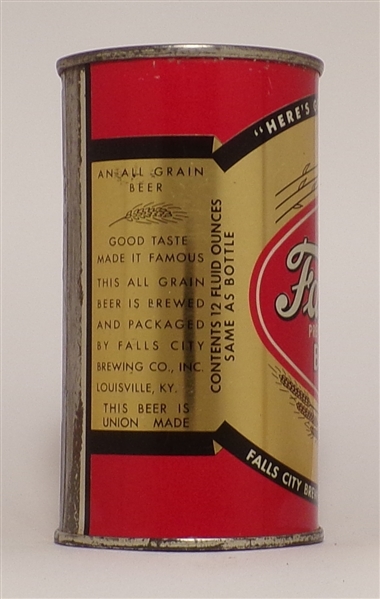 AN ALL GRAIN
BEER
GOOD TASTE
MADE IT FAMOUS
THIS ALL GRAIN
BEER IS BREWED
AND PACKAGED
BY FALLS CITY
BREWING CO., INC.
LOUISVILLE, KY.
THIS BEER IS
UNION MADE
CONTENTS 12 FLUID OUNCES
SAME AS BOTTLE
"HERE'S
FALLS CITY